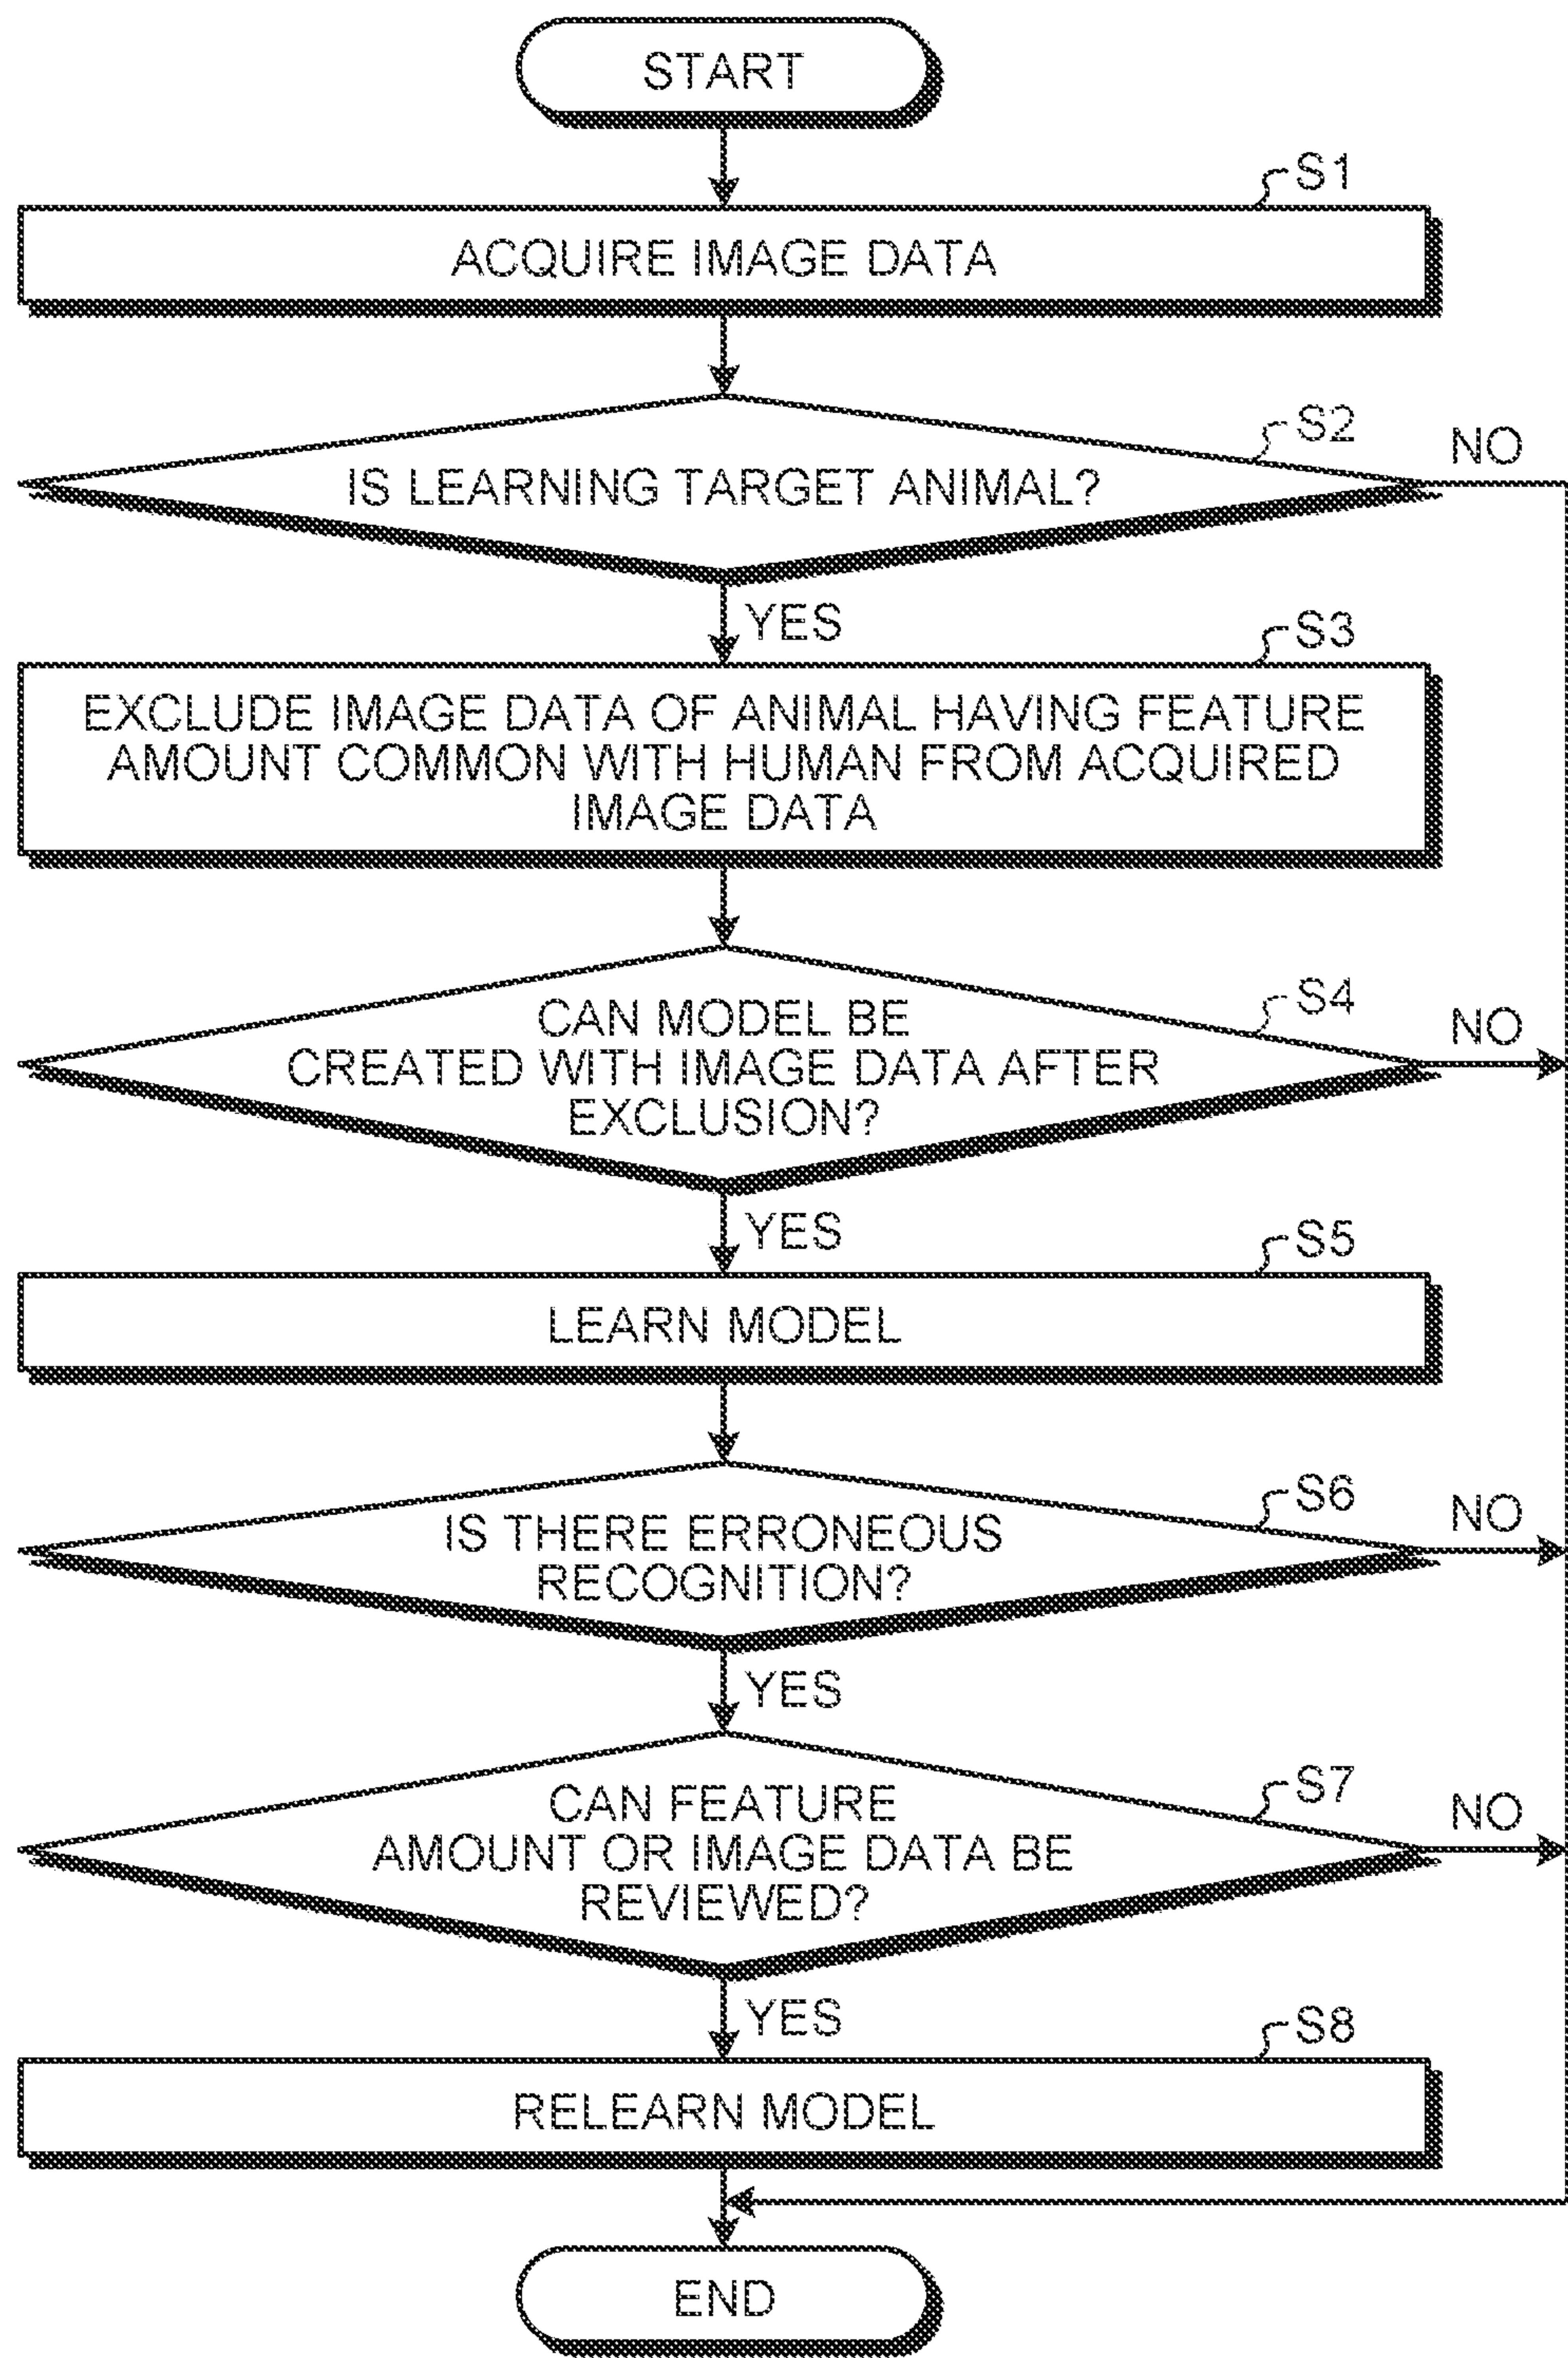 START
S1
ACQUIRE IMAGE DATA
S2
NO
IS LEARNING TARGET ANIMAL?
YES
S3
EXCLUDE IMAGE DATA OF ANIMAL HAVING FEATURE
AMOUNT COMMON WITH HUMAN FROM ACQUIRED
IMAGE DATA
S4
NO
CAN MODEL BE
CREATED WITH IMAGE DATA AFTER
EXCLUSION?
YES
S5
LEARN MODEL
S6
NO
IS THERE ERRONEOUS
RECOGNITION?
YES
S7
NO
CAN FEATURE
AMOUNT OR IMAGE DATA BE
REVIEWED?
YES
S8
RELEARN MODEL
END